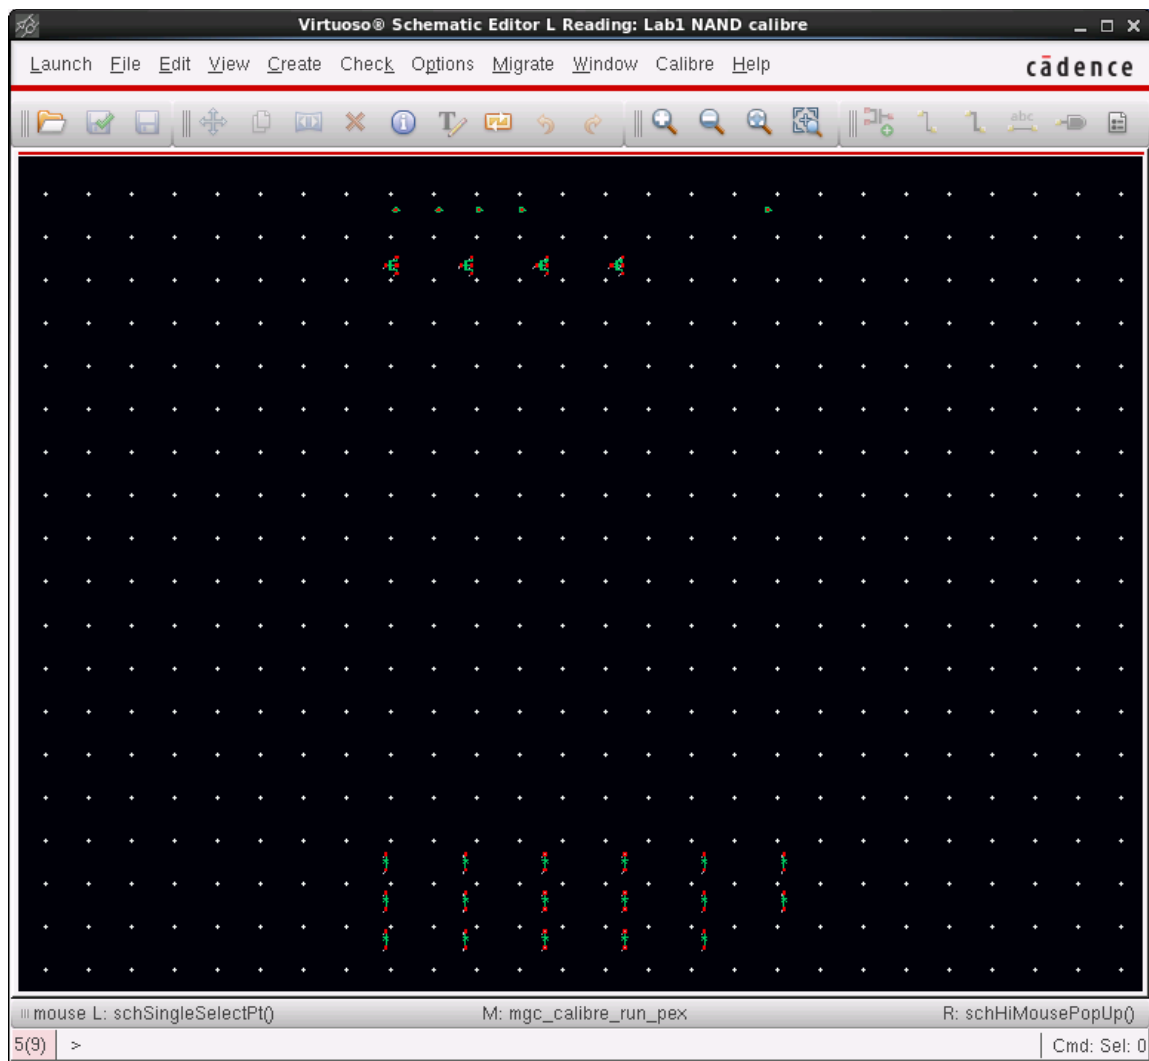 Virtuoso® Schematic Editor L Reading: Lab1 NAND calibre
Launch File Edit View Create Check Options Migrate Window Calibre Help cādence
abc
mouse L: schSingleSelectPt() M: mgc_calibre_run_pex R: schHiMousePopUp()
5(9) > Cmd: Sel: 0